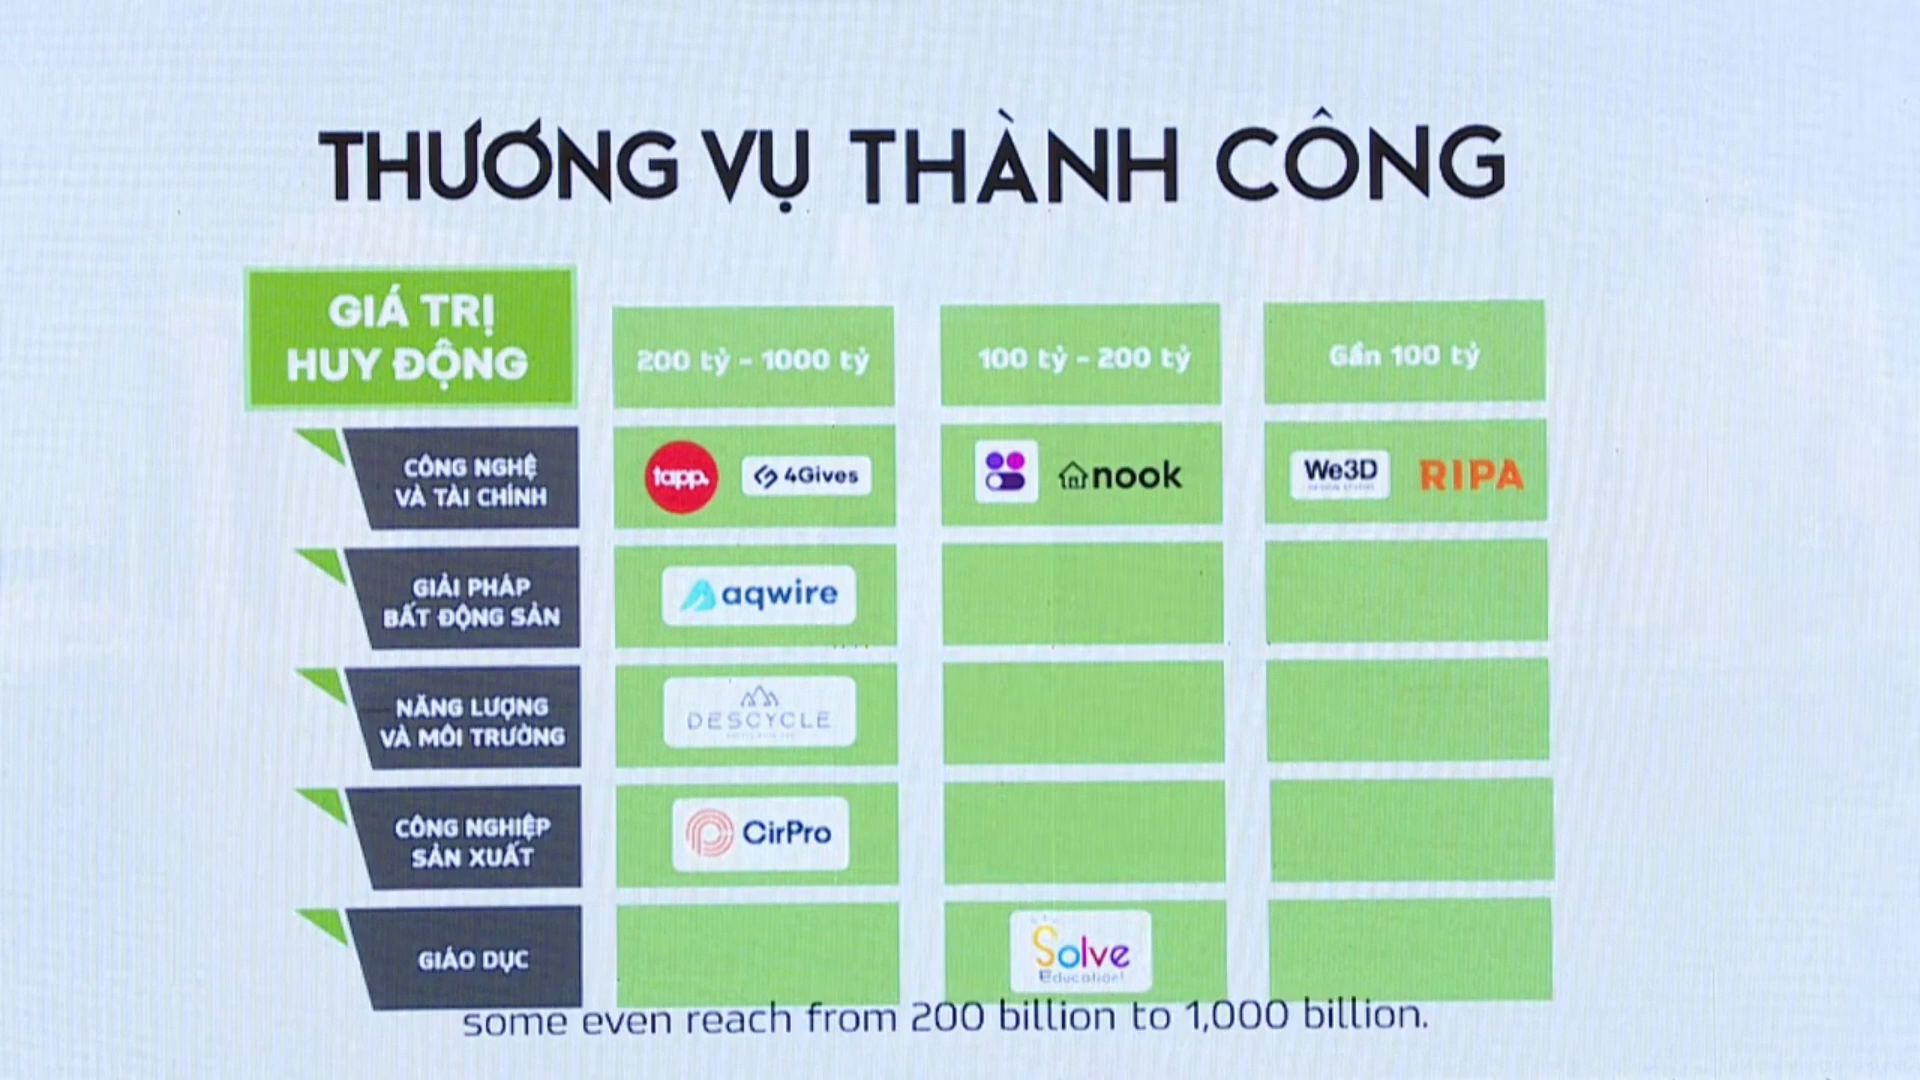 THƯƠNG VỤ THÀNH CÔNG
GIÁ TRỊ
HUY ĐỘNG
200 tỷ - 1000 tỷ
100 tỷ - 200 tỷ
Gần 100 tỷ
CÔNG NGHỆ
VÀ TÀI CHÍNH
tapp.
4Gives
nook
We3D
RIPA
GIẢI PHÁP
BẤT ĐỘNG SẢN
aqwire
NĂNG LƯỢNG
VÀ MÔI TRƯỜNG
DESCYCLE
CÔNG NGHIỆP
SẢN XUẤT
CirPro
GIÁO DỤC
Solve
Education!
some even reach from 200 billion to 1,000 billion.